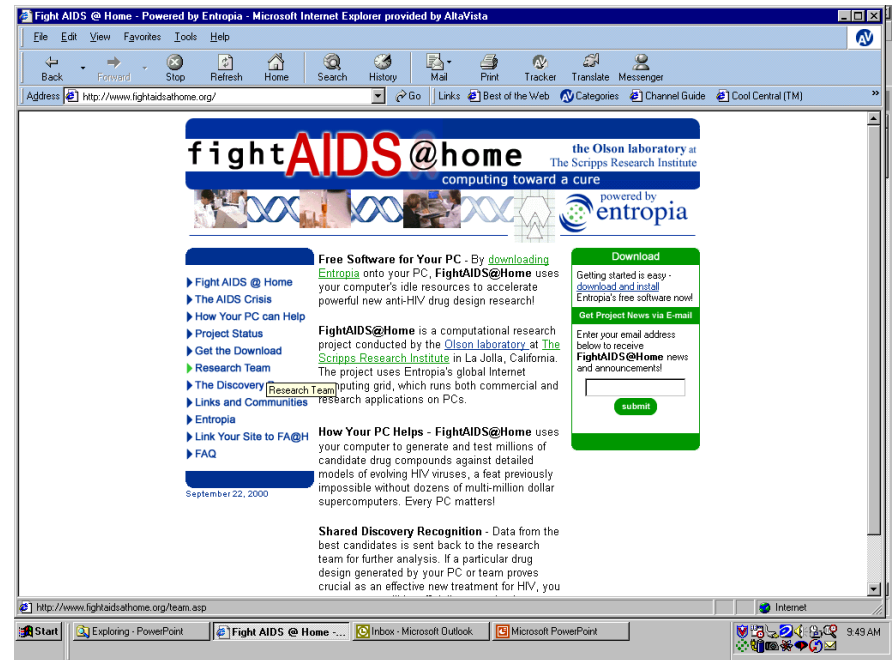 Fight AIDS @ Home - Powered by Entropia - Microsoft Internet Explorer provided by AltaVista
File Edit View Favorites Tools Help
Back Forward Stop Refresh Home Search History Mail Print Tracker Translate Messenger
Address http://www.fightaidsathome.org/ Go Links Best of the Web Categories Channel Guide Cool Central (TM) »
fightAIDS@home
the Olson laboratory at
The Scripps Research Institute
computing toward a cure
powered by
entropia
Fight AIDS @ Home
The AIDS Crisis
How Your PC can Help
Project Status
Get the Download
Research Team
The Discovery
Research Team
Links and Communities
Entropia
Link Your Site to FA@H
FAQ
September 22, 2000
Free Software for Your PC - By downloading
Entropia onto your PC, FightAIDS@Home uses
your computer's idle resources to accelerate
powerful new anti-HIV drug design research!
FightAIDS@Home is a computational research
project conducted by the Olson laboratory at The
Scripps Research Institute in La Jolla, California.
The project uses Entropia's global Internet
computing grid, which runs both commercial and
research applications on PCs.
How Your PC Helps - FightAIDS@Home uses
your computer to generate and test millions of
candidate drug compounds against detailed
models of evolving HIV viruses, a feat previously
impossible without dozens of multi-million dollar
supercomputers. Every PC matters!
Shared Discovery Recognition - Data from the
best candidates is sent back to the research
team for further analysis. If a particular drug
design generated by your PC or team proves
crucial as an effective new treatment for HIV, you
Download
Getting started is easy -
download and install
Entropia's free software now!
Get Project News via E-mail
Enter your email address
below to receive
FightAIDS@Home news
and announcements!
submit
http://www.fightaidsathome.org/team.asp Internet
Start Exploring - PowerPoint Fight AIDS @ Home -... Inbox - Microsoft Outlook Microsoft PowerPoint 9:49 AM